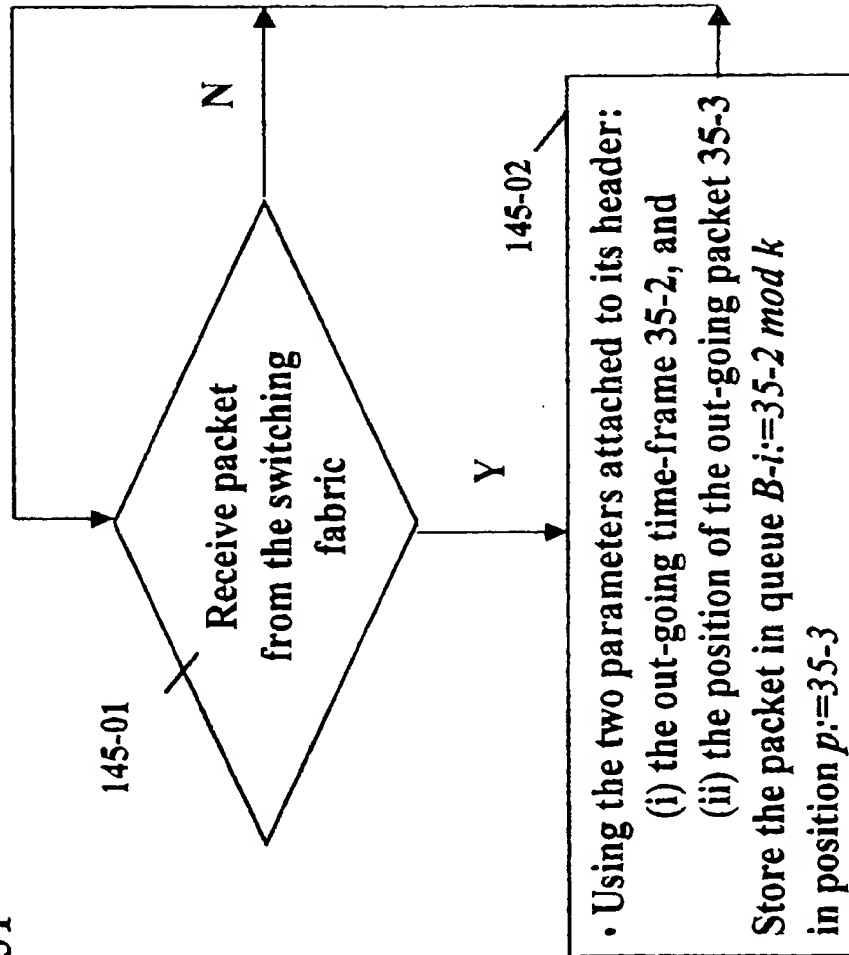 145-01
Receive packet
from the switching
fabric
N
Y
145-02
• Using the two parameters attached to its header:
(i) the out-going time-frame 35-2, and
(ii) the position of the out-going packet 35-3
Store the packet in queue B-i:=35-2 mod k
in position p:=35-3